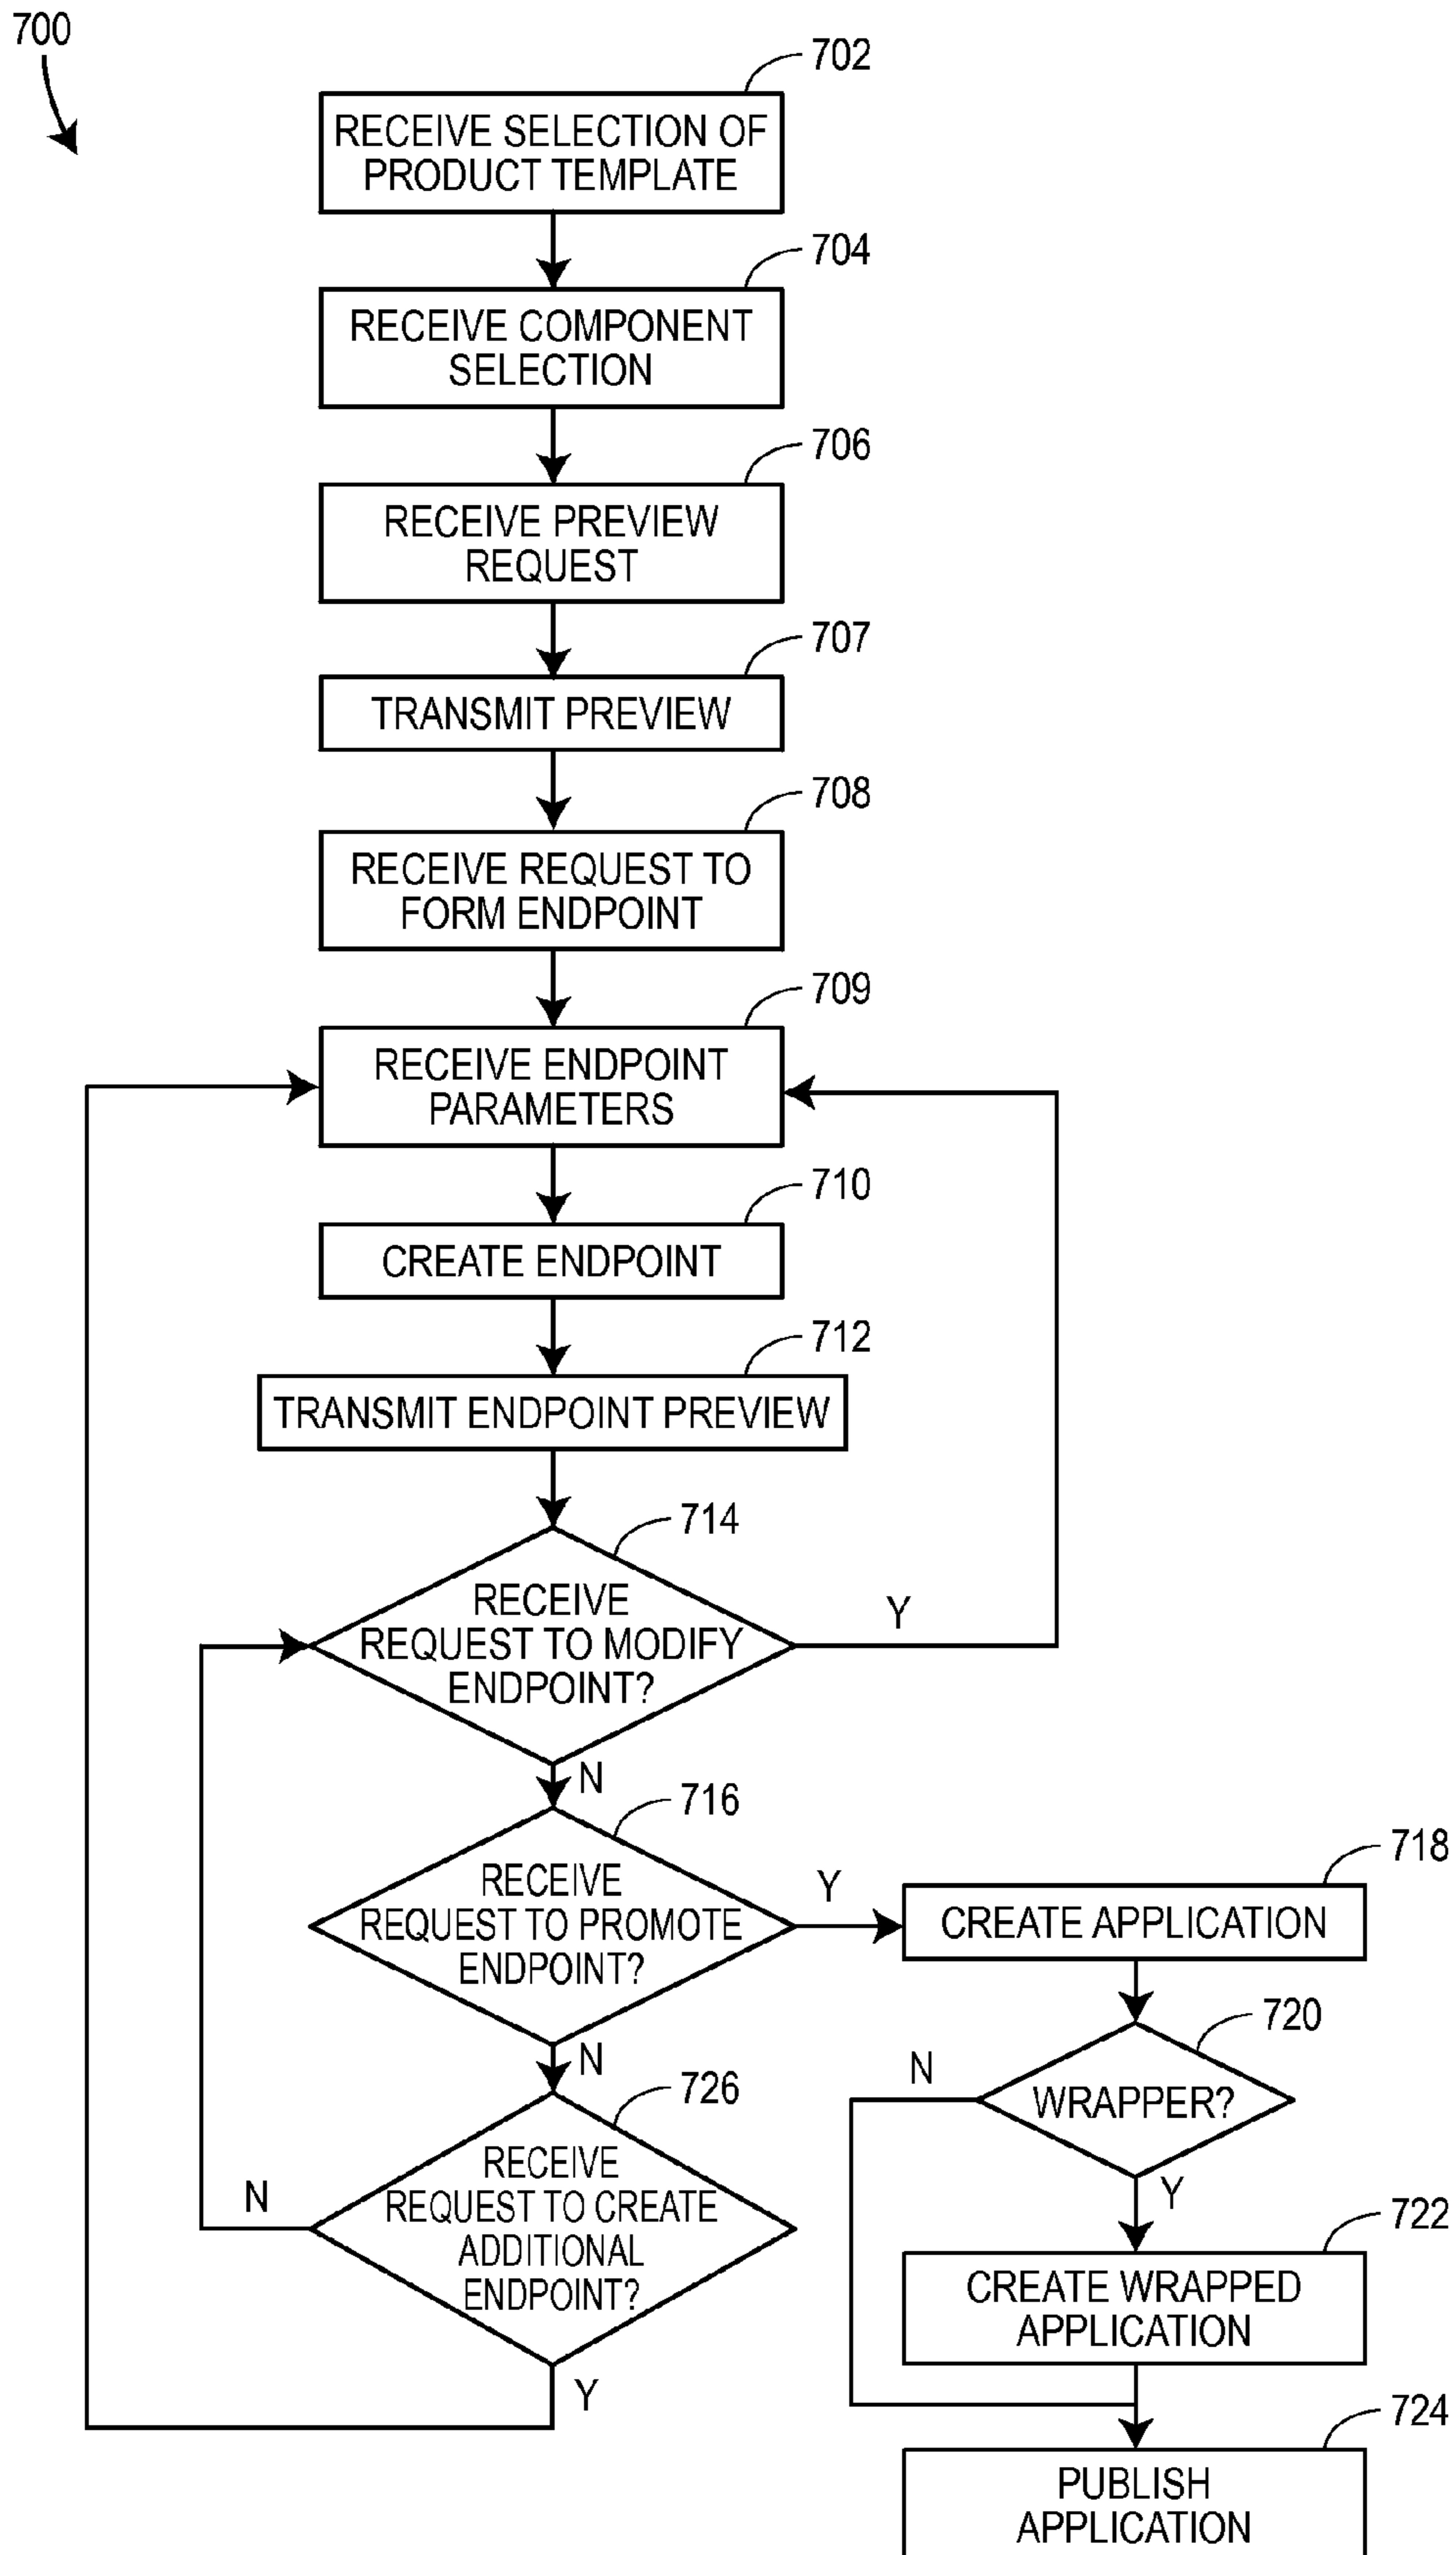 700
702
RECEIVE SELECTION OF
PRODUCT TEMPLATE
704
RECEIVE COMPONENT
SELECTION
706
RECEIVE PREVIEW
REQUEST
707
TRANSMIT PREVIEW
708
RECEIVE REQUEST TO
FORM ENDPOINT
709
RECEIVE ENDPOINT
PARAMETERS
710
CREATE ENDPOINT
712
TRANSMIT ENDPOINT PREVIEW
714
RECEIVE
REQUEST TO MODIFY
ENDPOINT?
Y
N
716
RECEIVE
REQUEST TO PROMOTE
ENDPOINT?
Y
N
718
CREATE APPLICATION
720
WRAPPER?
N
Y
722
CREATE WRAPPED
APPLICATION
724
PUBLISH
APPLICATION
726
RECEIVE
REQUEST TO CREATE
ADDITIONAL
ENDPOINT?
N
Y